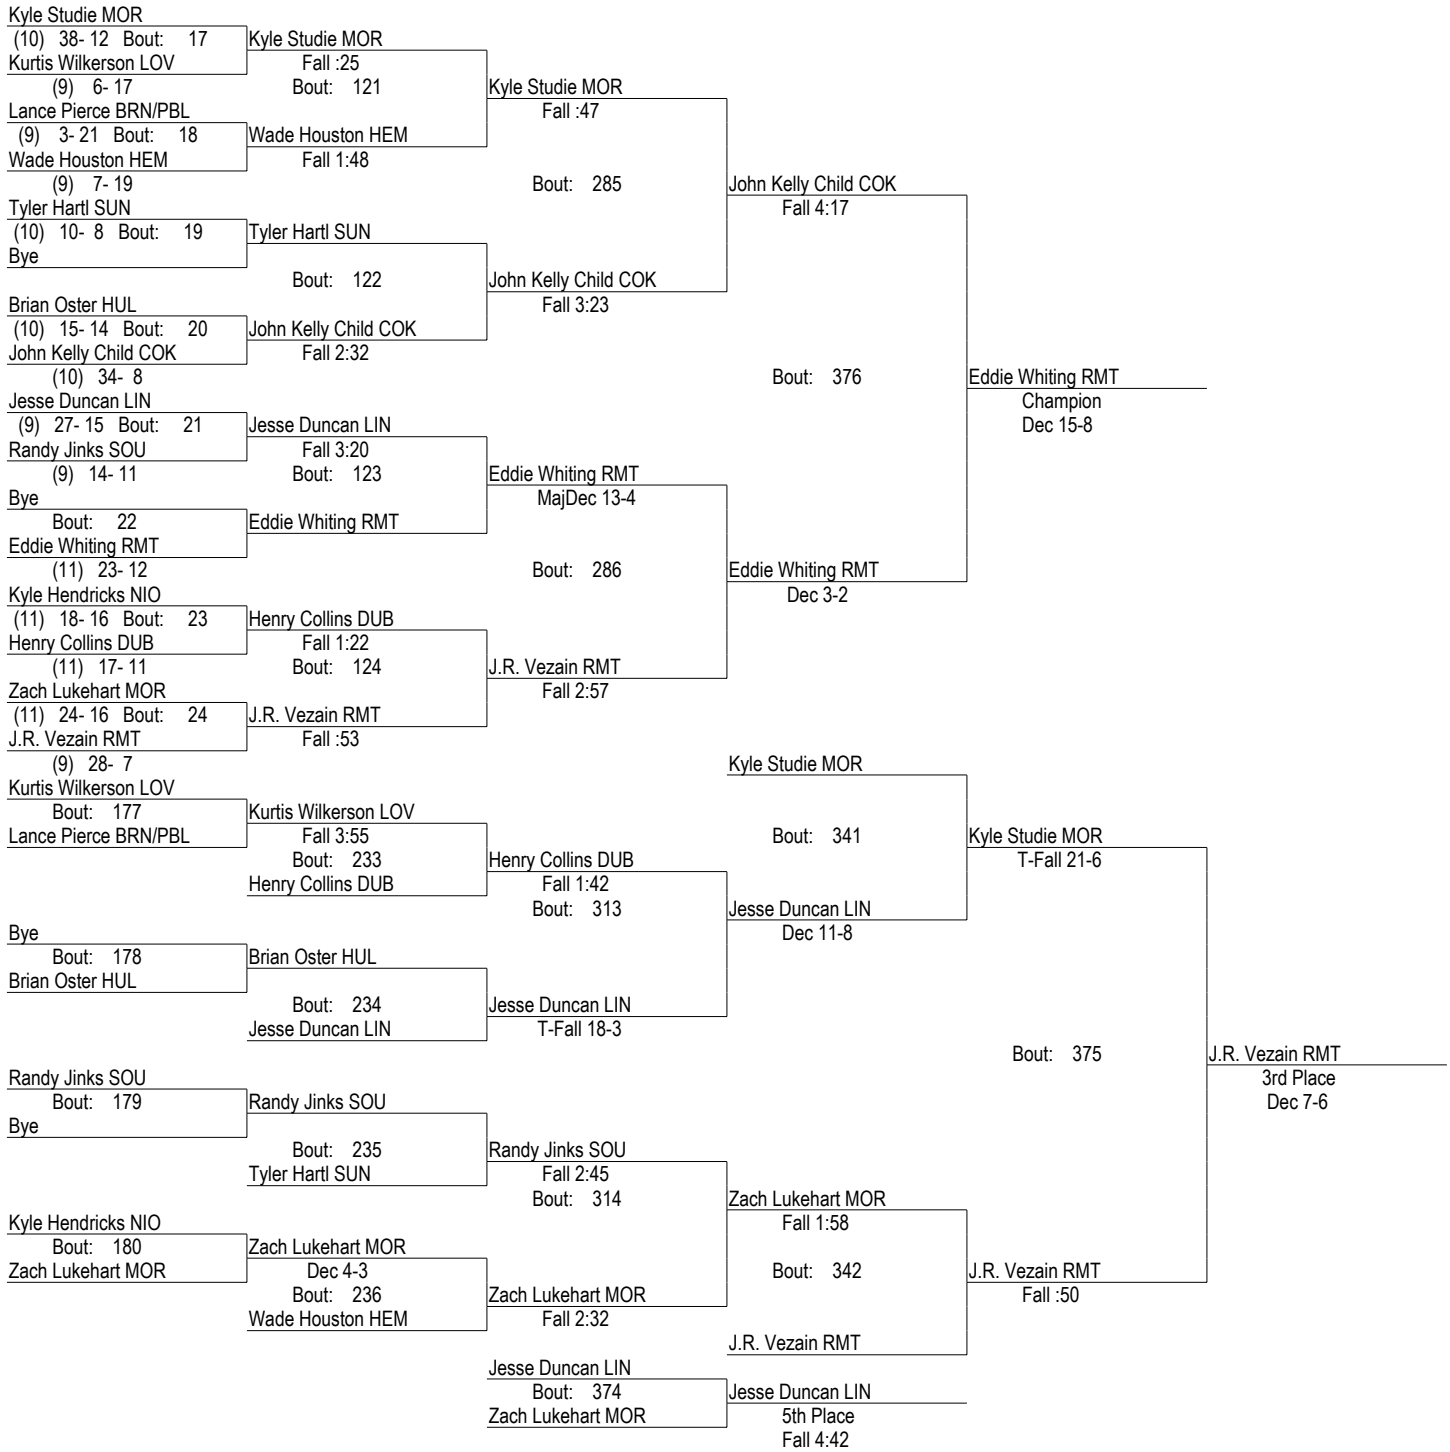 Kyle Studie MOR
(10) 38- 12 Bout: 17
Kurtis Wilkerson LOV
(9) 6- 17
Lance Pierce BRN/PBL
(9) 3- 21 Bout: 18
Wade Houston HEM
(9) 7- 19
Tyler Hartl SUN
(10) 10- 8 Bout: 19
Bye
Brian Oster HUL
(10) 15- 14 Bout: 20
John Kelly Child COK
(10) 34- 8
Jesse Duncan LIN
(9) 27- 15 Bout: 21
Randy Jinks SOU
(9) 14- 11
Bye
Bout: 22
Eddie Whiting RMT
(11) 23- 12
Kyle Hendricks NIO
(11) 18- 16 Bout: 23
Henry Collins DUB
(11) 17- 11
Zach Lukehart MOR
(11) 24- 16 Bout: 24
J.R. Vezain RMT
(9) 28- 7
Kyle Studie MOR
Fall :25
Bout: 121
Wade Houston HEM
Fall 1:48
Tyler Hartl SUN
Bout: 122
John Kelly Child COK
Fall 2:32
Jesse Duncan LIN
Fall 3:20
Bout: 123
Eddie Whiting RMT
Henry Collins DUB
Fall 1:22
Bout: 124
J.R. Vezain RMT
Fall :53
Kyle Studie MOR
Fall :47
Bout: 285
John Kelly Child COK
Fall 3:23
Eddie Whiting RMT
MajDec 13-4
Bout: 286
J.R. Vezain RMT
Fall 2:57
John Kelly Child COK
Fall 4:17
Bout: 376
Eddie Whiting RMT
Dec 3-2
Eddie Whiting RMT
Champion
Dec 15-8
Kurtis Wilkerson LOV
Bout: 177
Lance Pierce BRN/PBL
Bye
Bout: 178
Brian Oster HUL
Randy Jinks SOU
Bout: 179
Bye
Kyle Hendricks NIO
Bout: 180
Zach Lukehart MOR
Kurtis Wilkerson LOV
Fall 3:55
Bout: 233
Henry Collins DUB
Brian Oster HUL
Bout: 234
Jesse Duncan LIN
Randy Jinks SOU
Bout: 235
Tyler Hartl SUN
Zach Lukehart MOR
Dec 4-3
Bout: 236
Wade Houston HEM
Henry Collins DUB
Fall 1:42
Bout: 313
Jesse Duncan LIN
T-Fall 18-3
Randy Jinks SOU
Fall 2:45
Bout: 314
Zach Lukehart MOR
Fall 2:32
Kyle Studie MOR
Bout: 341
Jesse Duncan LIN
Dec 11-8
Zach Lukehart MOR
Fall 1:58
Bout: 342
J.R. Vezain RMT
Kyle Studie MOR
T-Fall 21-6
Bout: 375
J.R. Vezain RMT
Fall :50
J.R. Vezain RMT
3rd Place
Dec 7-6
Jesse Duncan LIN
Bout: 374
Zach Lukehart MOR
Jesse Duncan LIN
5th Place
Fall 4:42